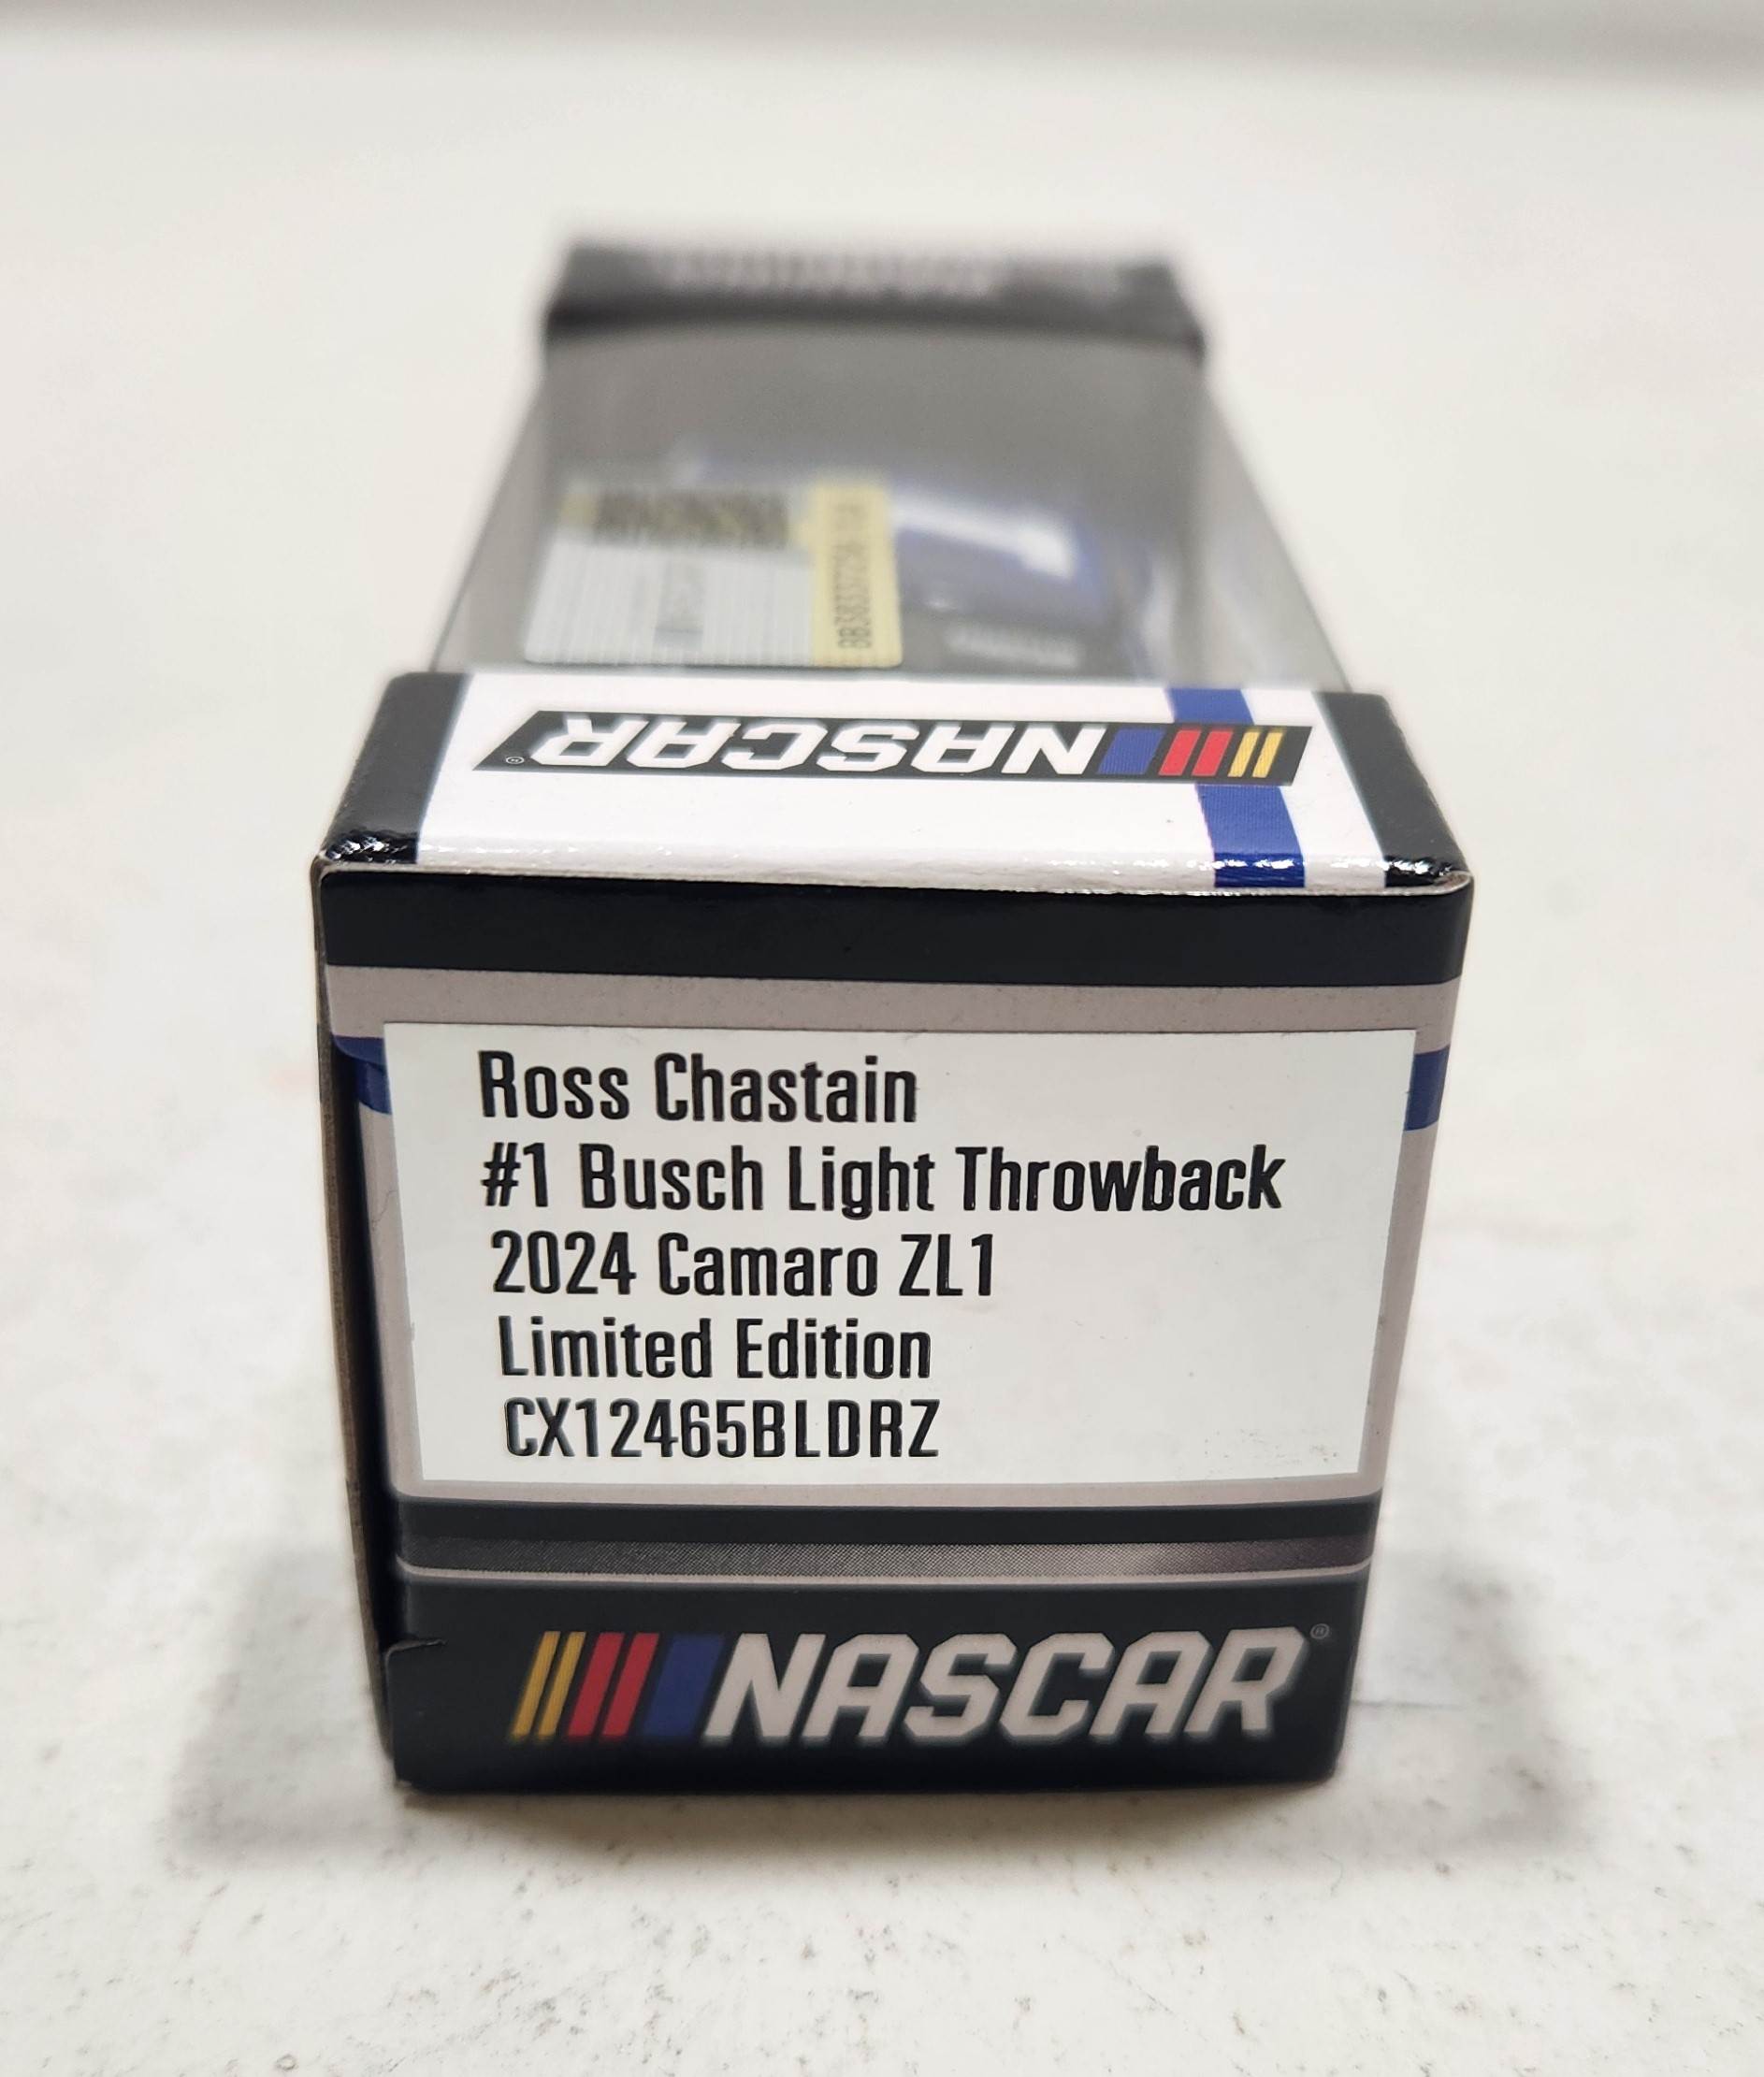 NASCAR®
Ross Chastain
#1 Busch Light Throwback
2024 Camaro ZL1
Limited Edition
CX12465BLDRZ
NASCAR®